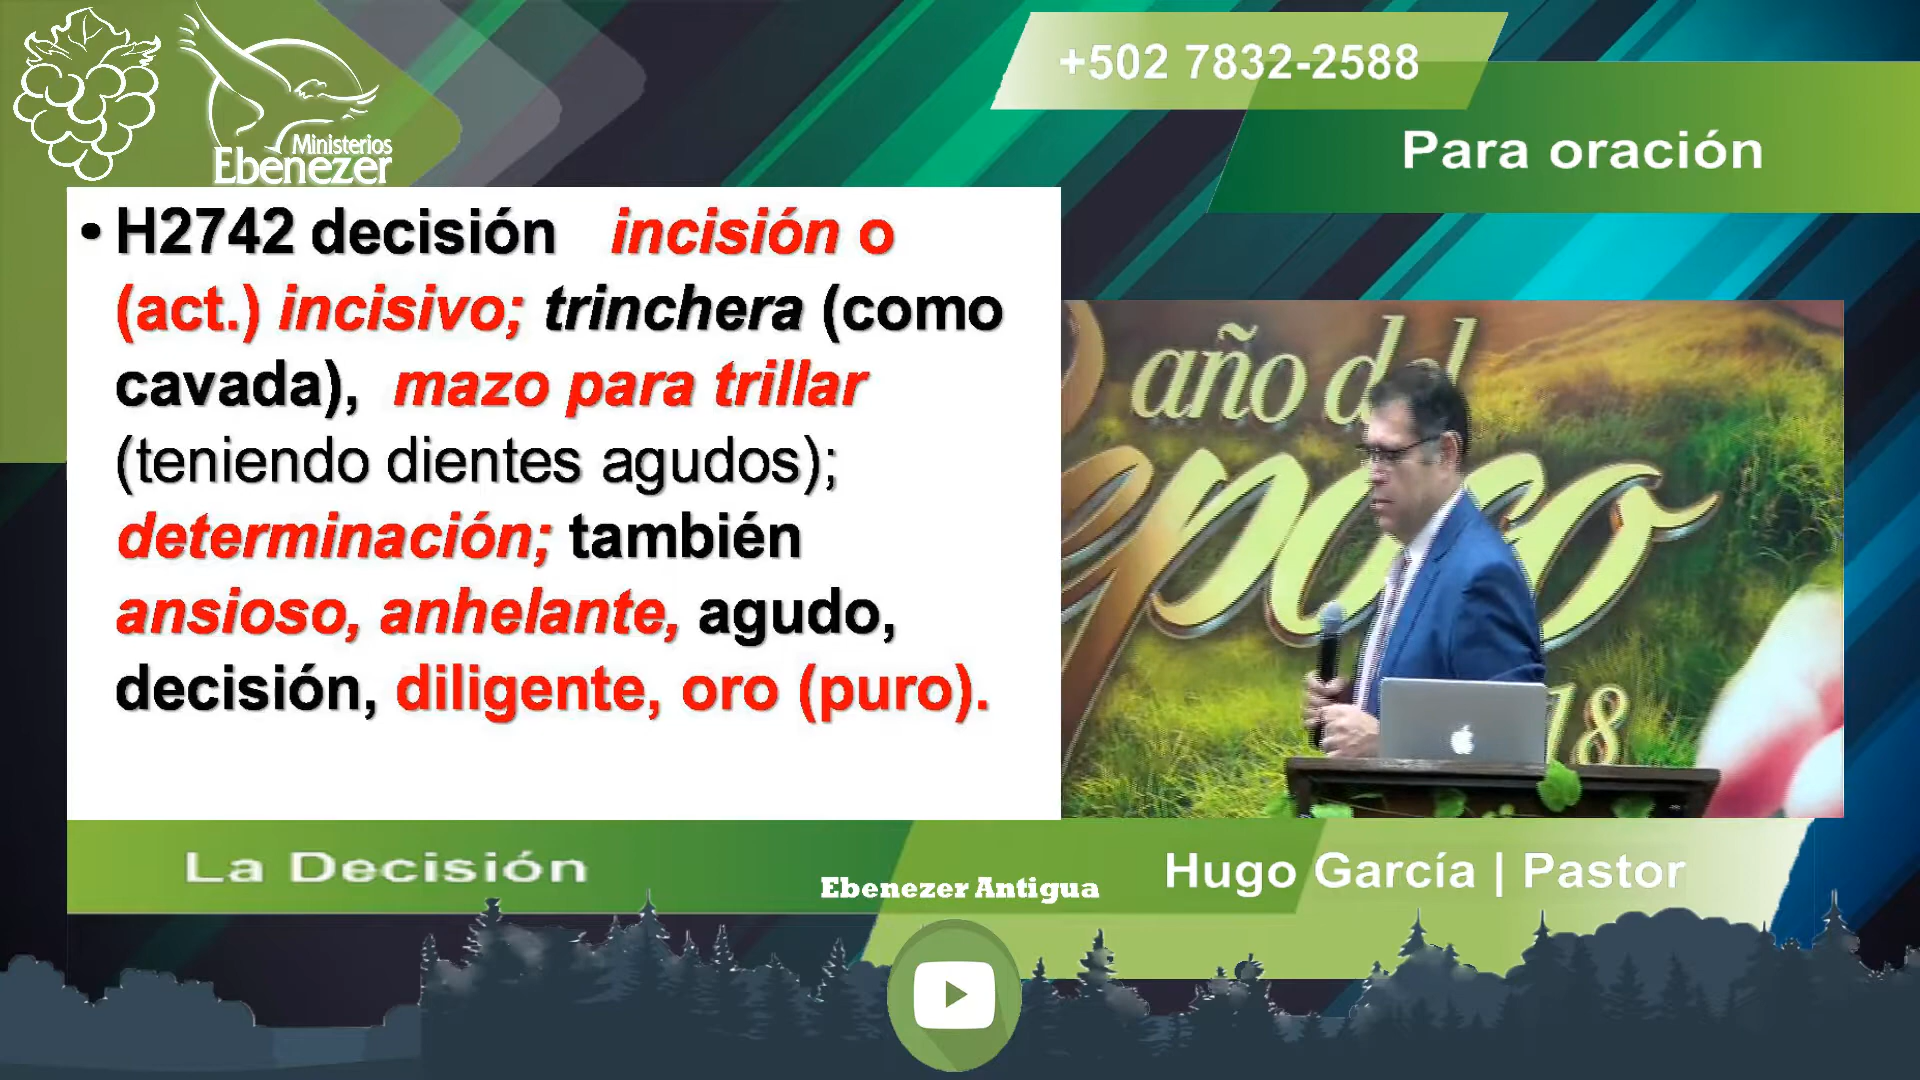 Ministerios
Ebenezer
+502 7832-2588
Para oración
• H2742 decisión incisión o
(act.) incisivo; trinchera (como
cavada), mazo para trillar
(teniendo dientes agudos);
determinación; también
ansioso, anhelante, agudo,
decisión, diligente, oro (puro).
año del
Reposo
18
La Decisión
Ebenezer Antigua
Hugo García | Pastor